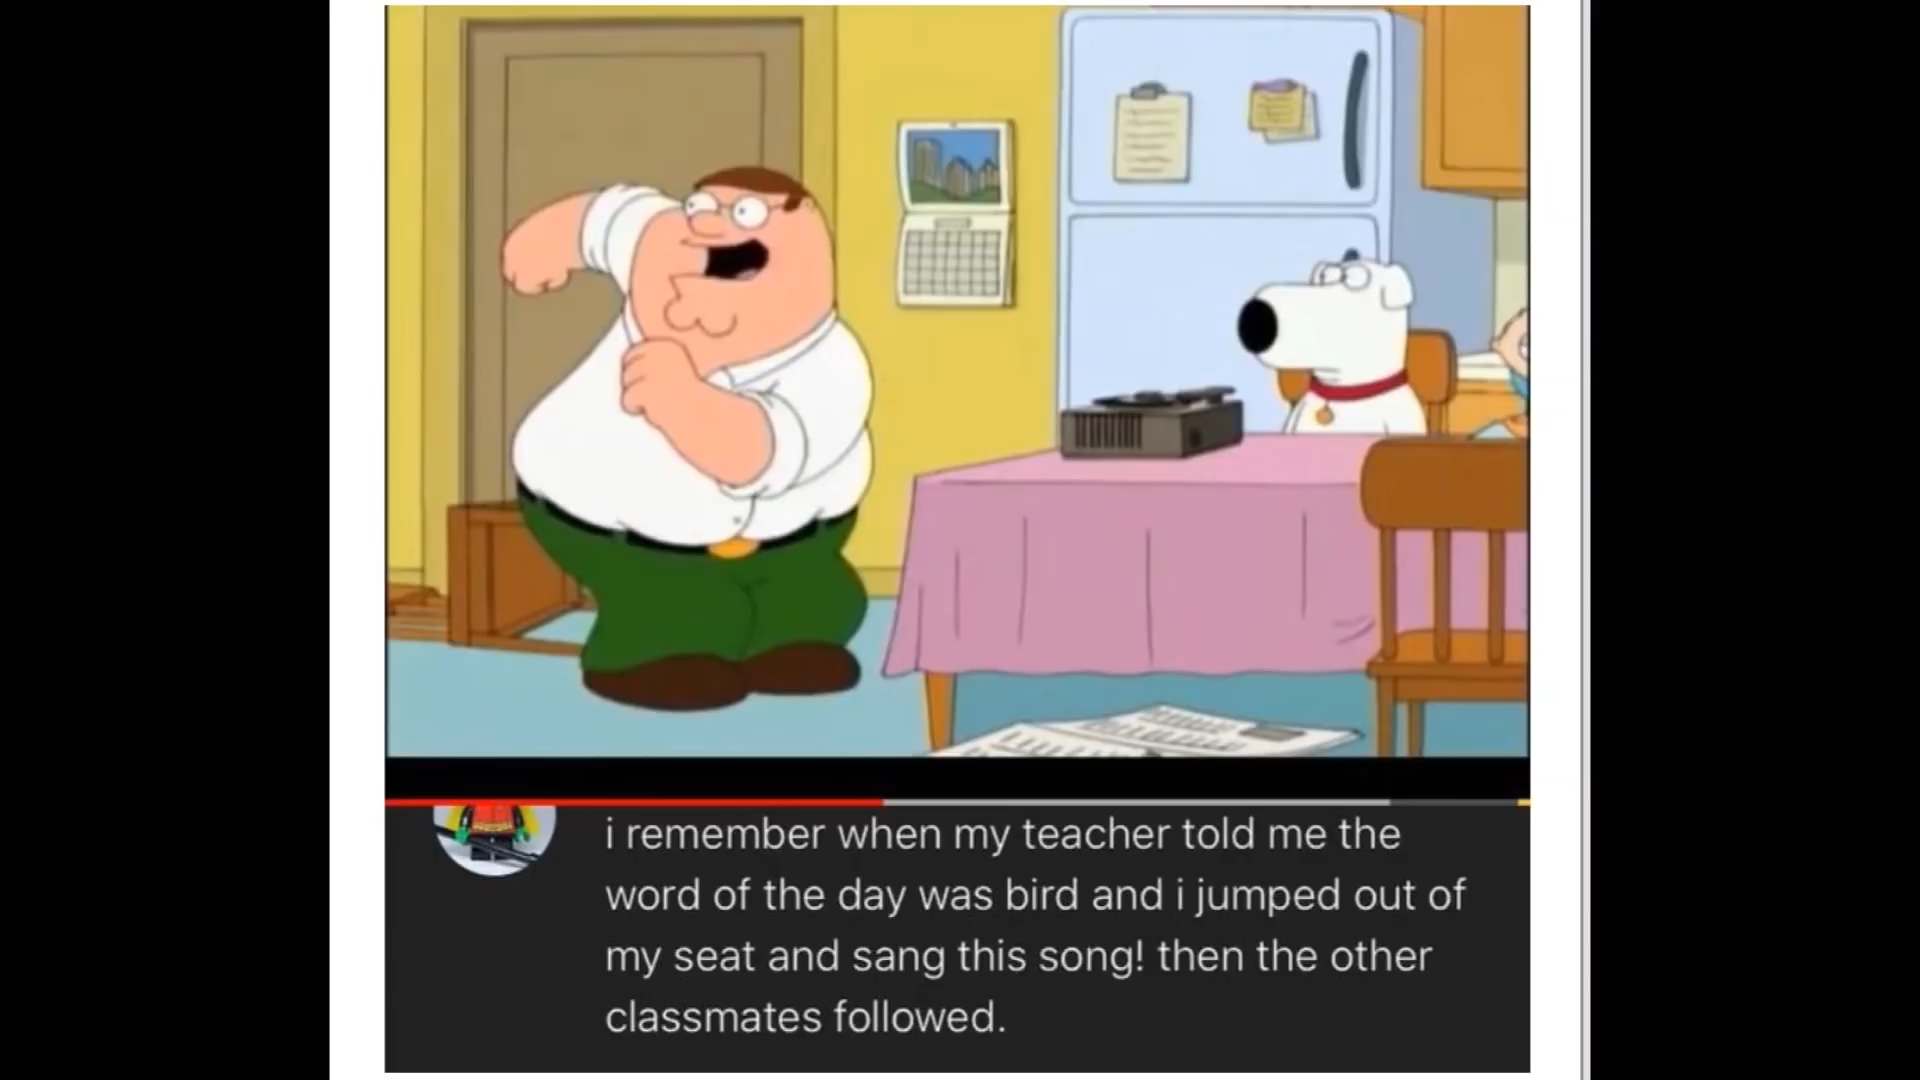 i remember when my teacher told me the
word of the day was bird and i jumped out of
my seat and sang this song! then the other
classmates followed.